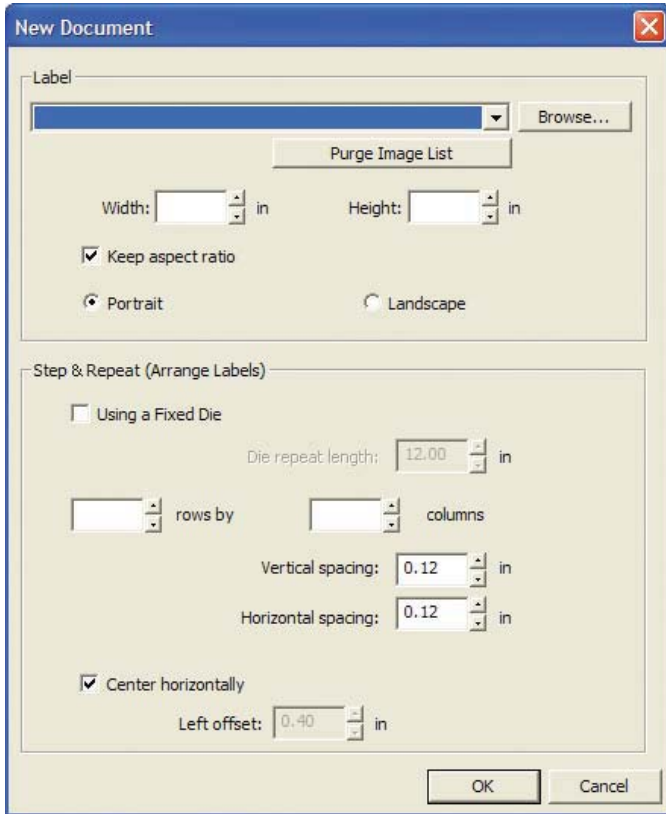 New Document
Label
Browse...
Purge Image List
Width: in Height: in
Keep aspect ratio
Portrait Landscape
Step & Repeat (Arrange Labels)
Using a Fixed Die
Die repeat length: 12.00 in
rows by columns
Vertical spacing: 0.12 in
Horizontal spacing: 0.12 in
Center horizontally
Left offset: 0.40 in
OK Cancel